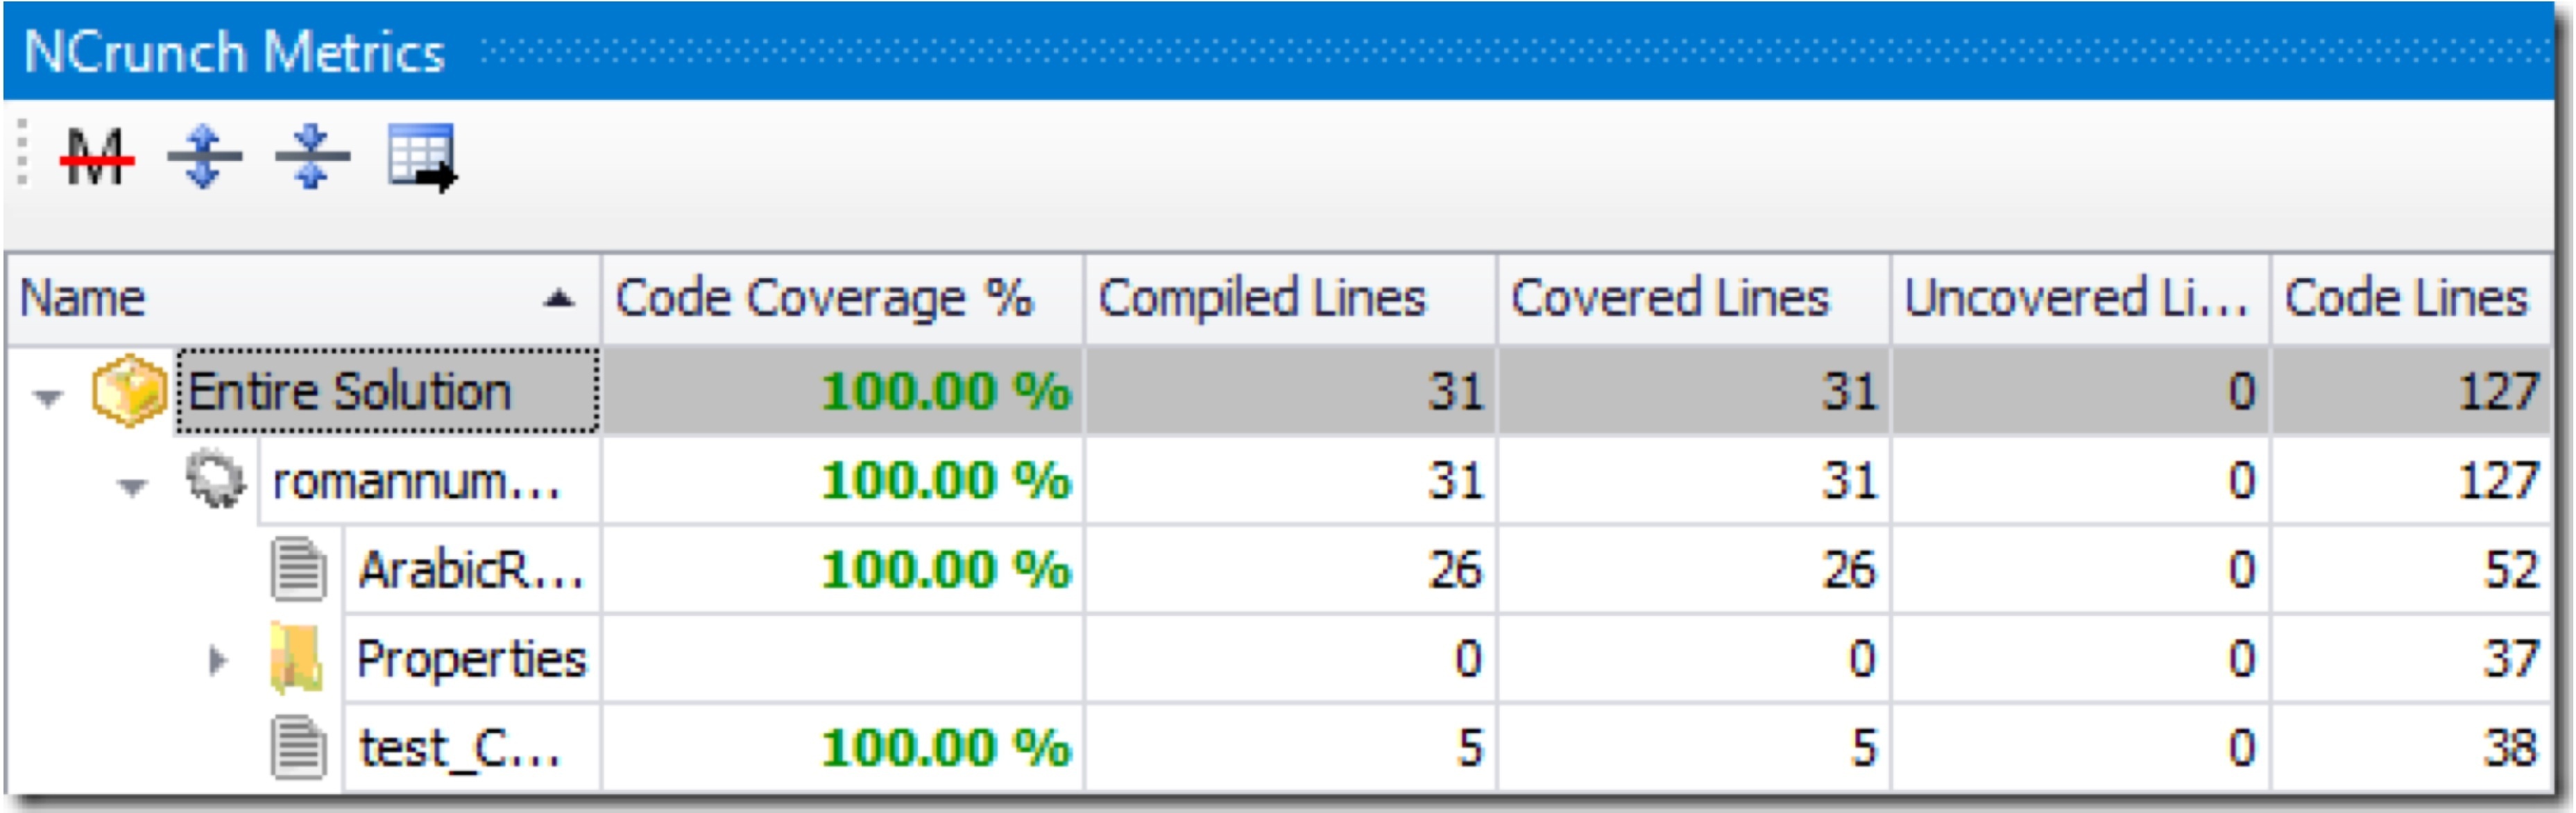 NCrunch Metrics
M
Name Code Coverage % Compiled Lines Covered Lines Uncovered Li... Code Lines
Entire Solution 100.00 % 31 31 0 127
romannum... 100.00 % 31 31 0 127
ArabicR... 100.00 % 26 26 0 52
Properties 0 0 0 37
test_C... 100.00 % 5 5 0 38